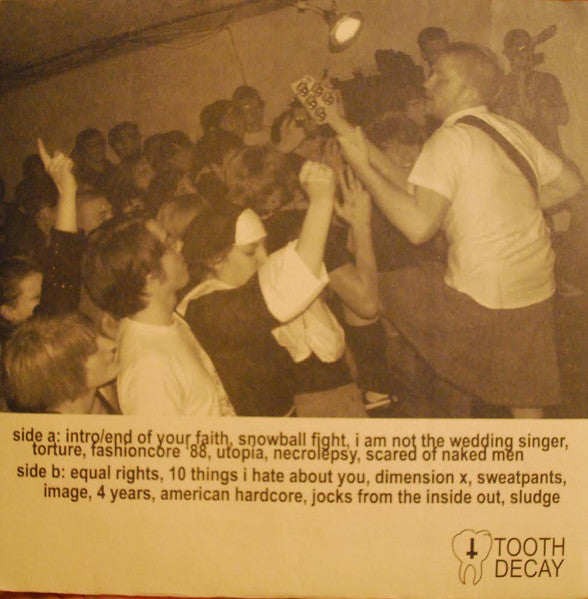 side a: intro/end of your faith, snowball fight, i am not the wedding singer,
torture, fashioncore '88, utopia, necrolepsy, scared of naked men
side b: equal rights, 10 things i hate about you, dimension x, sweatpants,
image, 4 years, american hardcore, jocks from the inside out, sludge
TOOTH
DECAY